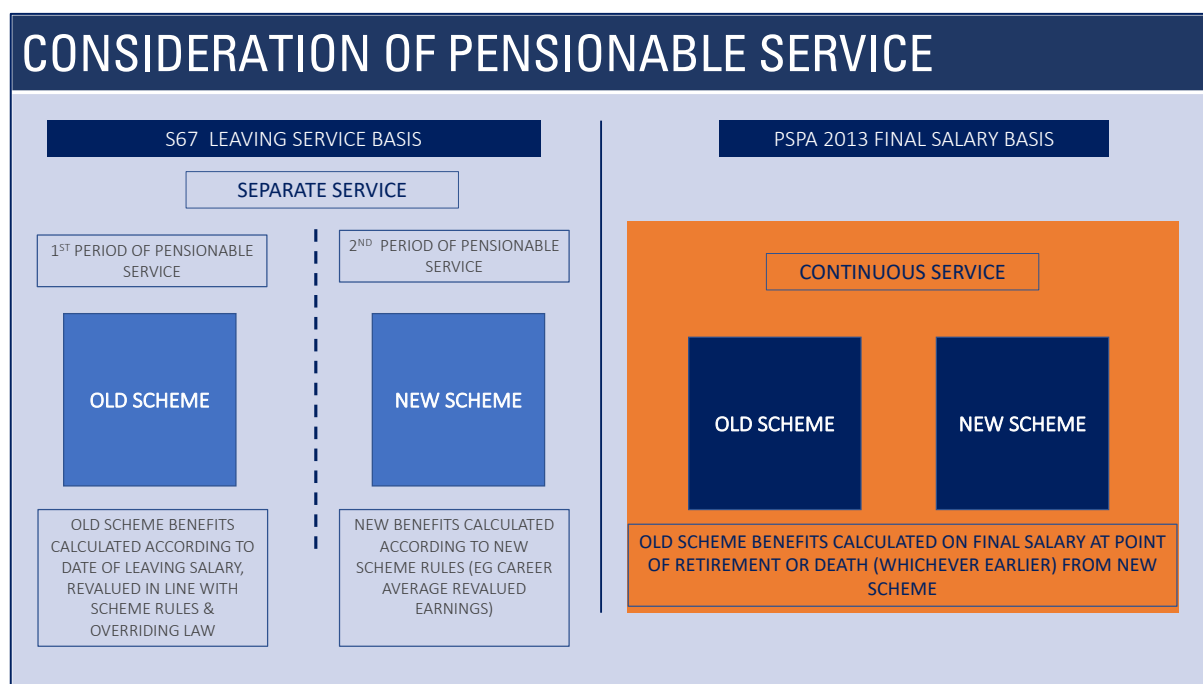 CONSIDERATION OF PENSIONABLE SERVICE
S67 LEAVING SERVICE BASIS
SEPARATE SERVICE
1ST PERIOD OF PENSIONABLE
SERVICE
OLD SCHEME
OLD SCHEME BENEFITS
CALCULATED ACCORDING TO
DATE OF LEAVING SALARY,
REVALUED IN LINE WITH
SCHEME RULES &
OVERRIDING LAW
2ND PERIOD OF PENSIONABLE
SERVICE
NEW SCHEME
NEW BENEFITS CALCULATED
ACCORDING TO NEW
SCHEME RULES (EG CAREER
AVERAGE REVALUED
EARNINGS)
PSPA 2013 FINAL SALARY BASIS
CONTINUOUS SERVICE
OLD SCHEME
NEW SCHEME
OLD SCHEME BENEFITS CALCULATED ON FINAL SALARY AT POINT
OF RETIREMENT OR DEATH (WHICHEVER EARLIER) FROM NEW
SCHEME